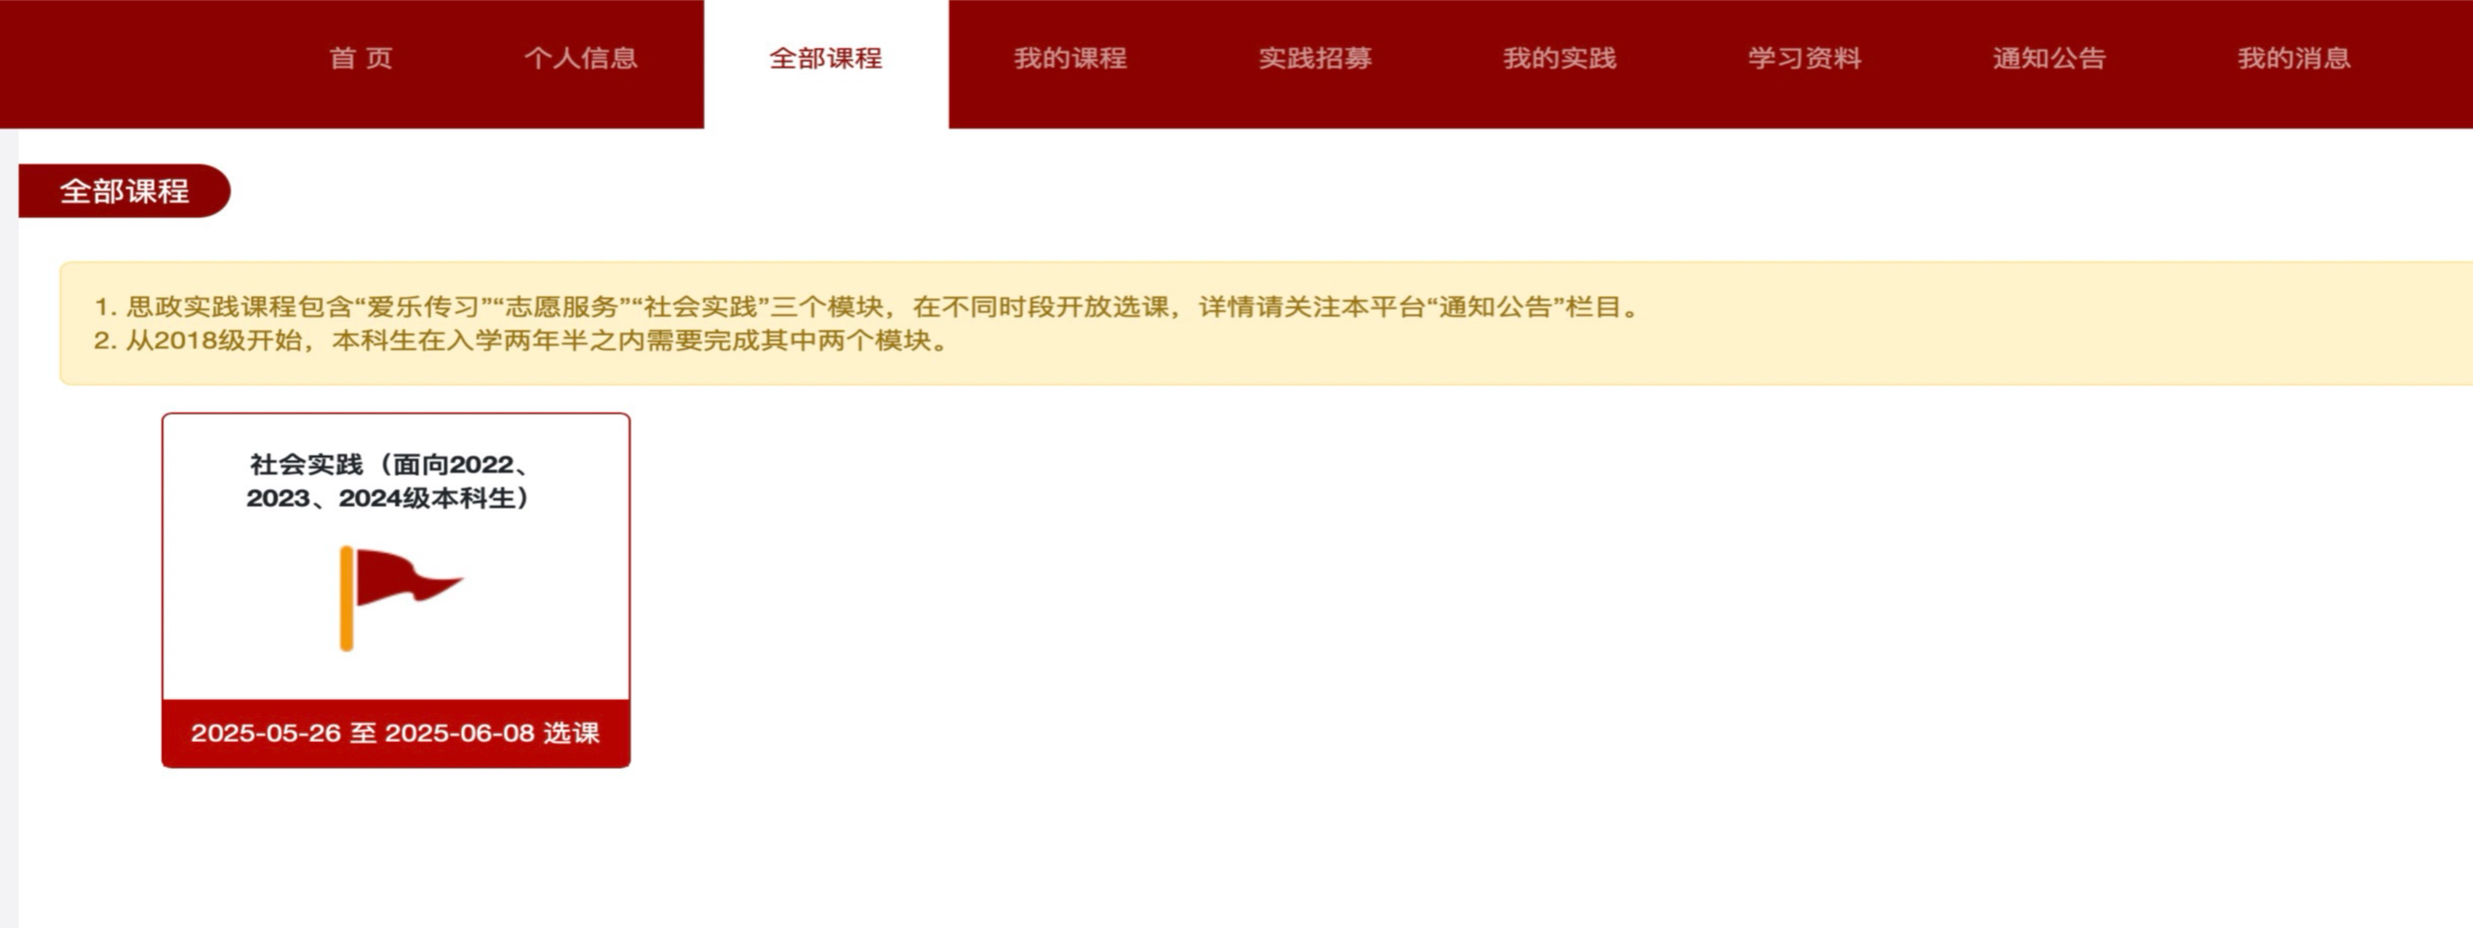 首 页 个人信息 全部课程 我的课程 实践招募 我的实践 学习资料 通知公告 我的消息
全部课程
1. 思政实践课程包含“爱乐传习”“志愿服务”“社会实践”三个模块，在不同时段开放选课，详情请关注本平台“通知公告”栏目。
2. 从2018级开始，本科生在入学两年半之内需要完成其中两个模块。
社会实践（面向2022、
2023、2024级本科生）
2025-05-26 至 2025-06-08 选课